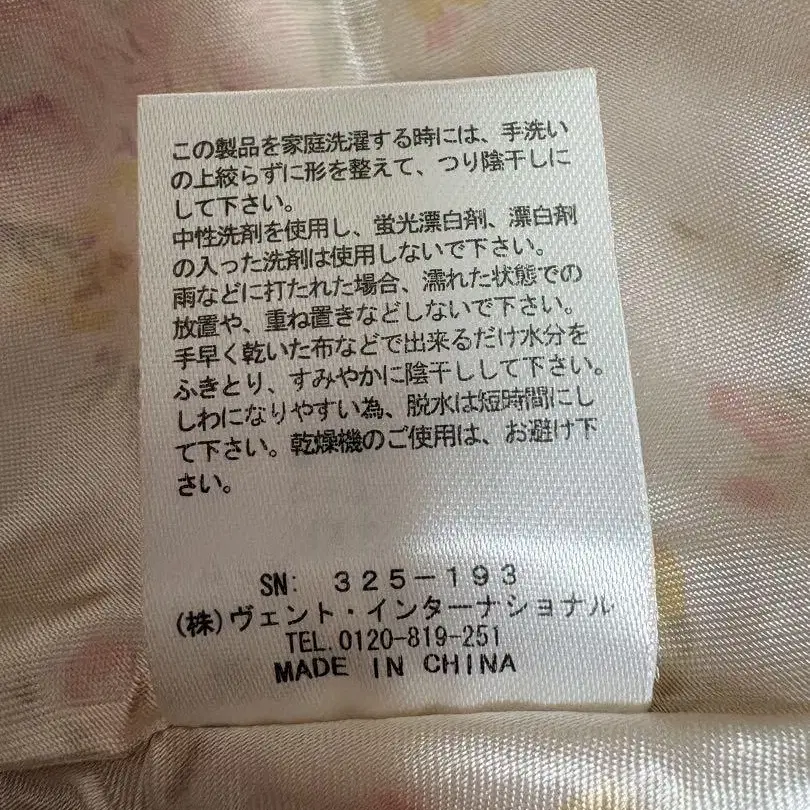 この製品を家庭洗濯する時には、手洗い
の上絞らずに形を整えて、つり陰干しに
して下さい。
中性洗剤を使用し、蛍光漂白剤、漂白剤
の入った洗剤は使用しないで下さい。
雨などに打たれた場合、濡れた状態での
放置や、重ね置きなどしないで下さい。
手早く乾いた布などで出来るだけ水分を
ふきとり、すみやかに陰干しして下さい。
しわになりやすい為、脱水は短時間にし
て下さい。乾燥機のご使用は、お避け下
さい。
SN: 325-193
(株)ヴェント・インターナショナル
TEL.0120-819-251
MADE IN CHINA